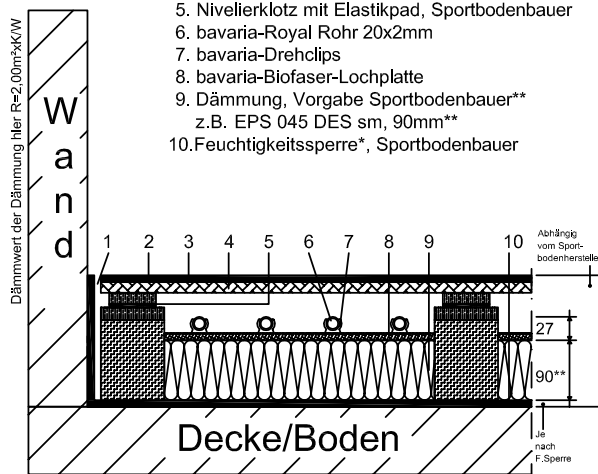 5. Nivelierklotz mit Elastikpad, Sportbodenbauer
6. bavaria-Royal Rohr 20x2mm
7. bavaria-Drehclips
8. bavaria-Biofaser-Lochplatte
9. Dämmung, Vorgabe Sportbodenbauer**
z.B. EPS 045 DES sm, 90mm**
10.Feuchtigkeitssperre*, Sportbodenbauer
Dämmwert der Dämmung hier R=2,00m²xK/W
Wand
1 2 3 4 5 6 7 8 9 10
Abhängig
vom Sport-
bodenherstelle
27
90**
Je
nach
F.Sperre
Decke/Boden